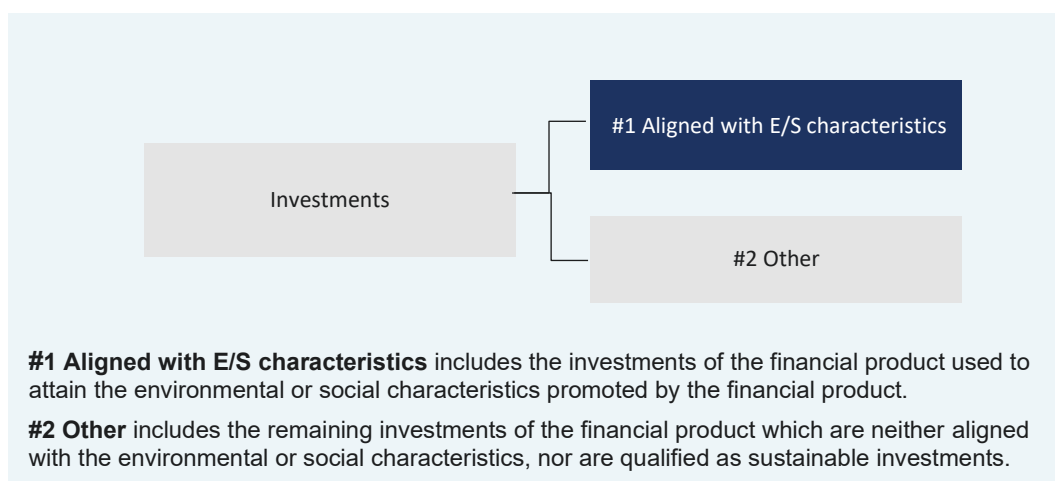 #1 Aligned with E/S characteristics
Investments
#2 Other
#1 Aligned with E/S characteristics includes the investments of the financial product used to
attain the environmental or social characteristics promoted by the financial product.
#2 Other includes the remaining investments of the financial product which are neither aligned
with the environmental or social characteristics, nor are qualified as sustainable investments.